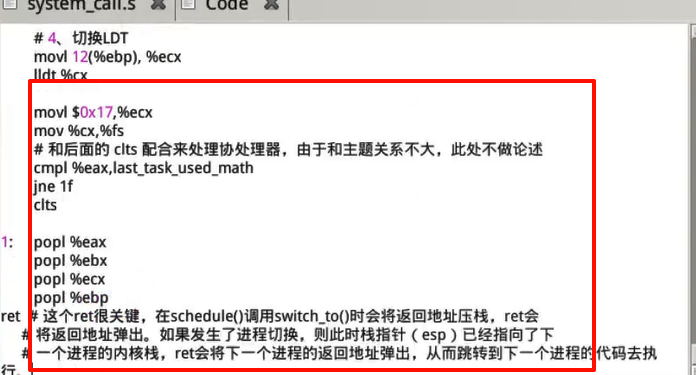 system_call.s Code
# 4、切换LDT
movl 12(%ebp), %ecx
lldt %cx
movl $0x17,%ecx
mov %cx,%fs
# 和后面的 clts 配合来处理协处理器，由于和主题关系不大，此处不做论述
cmpl %eax,last_task_used_math
jne 1f
clts
1: popl %eax
popl %ebx
popl %ecx
popl %ebp
ret # 这个ret很关键，在schedule()调用switch_to()时会将返回地址压栈，ret会
# 将返回地址弹出。如果发生了进程切换，则此时栈指针（esp）已经指向了下
# 一个进程的内核栈，ret会将下一个进程的返回地址弹出，从而跳转到下一个进程的代码去执
行。